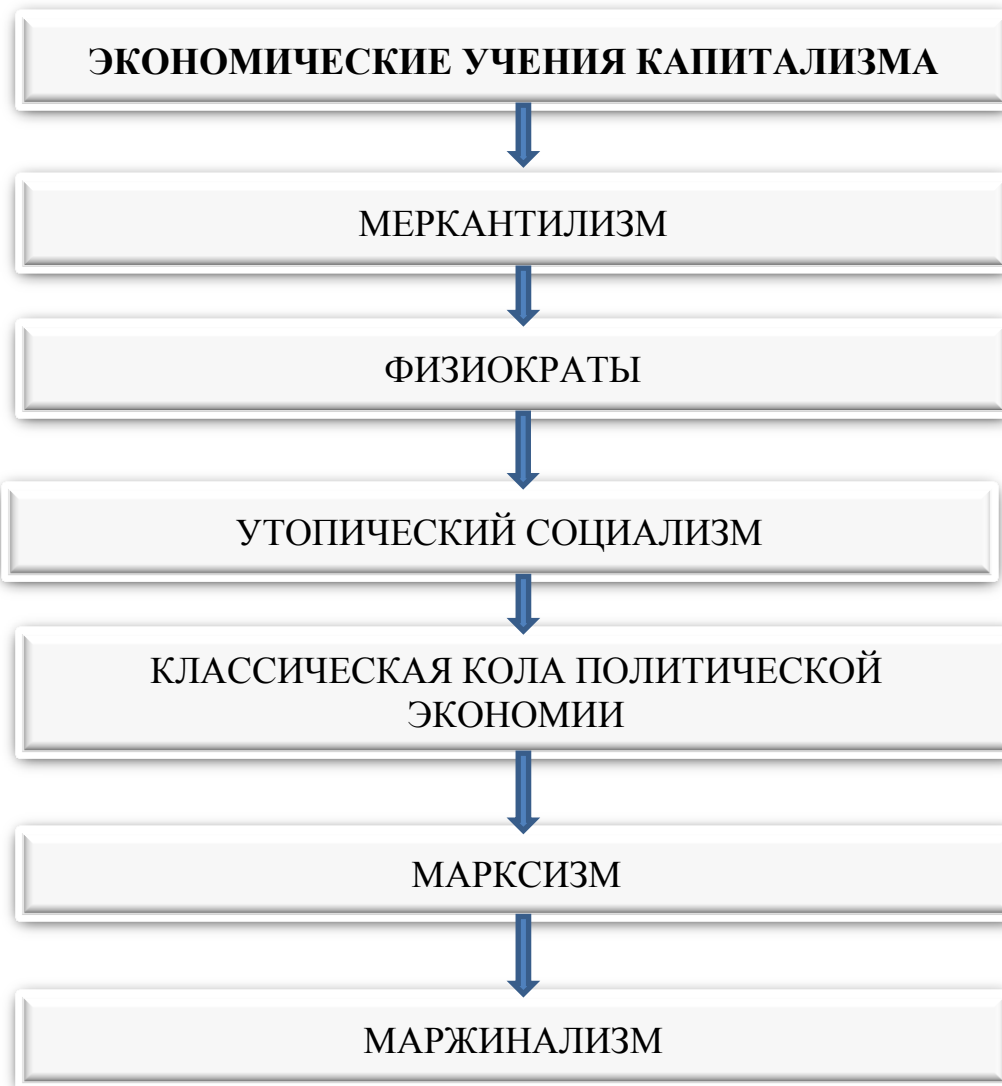 ЭКОНОМИЧЕСКИЕ УЧЕНИЯ КАПИТАЛИЗМА
МЕРКАНТИЛИЗМ
ФИЗИОКРАТЫ
УТОПИЧЕСКИЙ СОЦИАЛИЗМ
КЛАССИЧЕСКАЯ КОЛА ПОЛИТИЧЕСКОЙ
ЭКОНОМИИ
МАРКСИЗМ
МАРЖИНАЛИЗМ